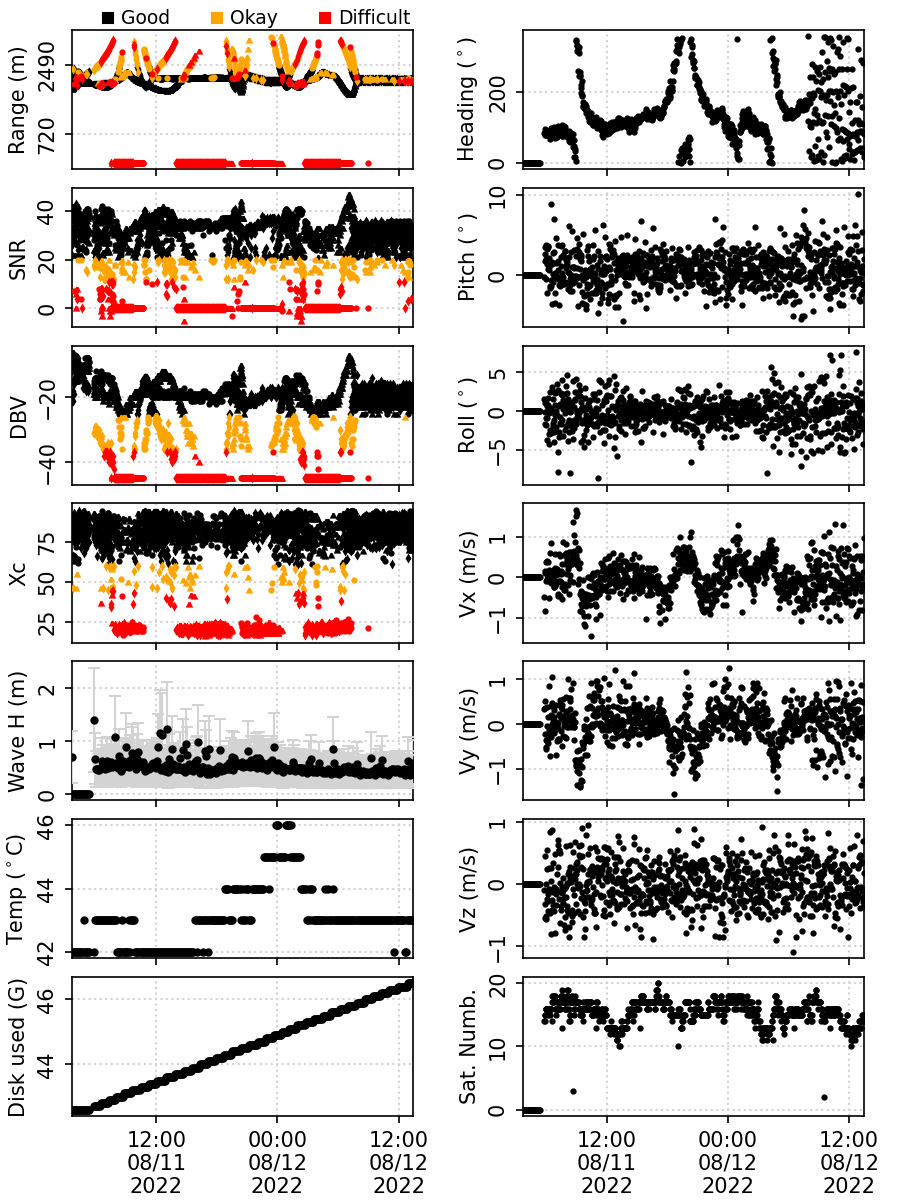 Good Okay Difficult
Range (m)
2490
720
Heading (°)
200
0
SNR
40
20
0
Pitch (°)
10
0
DBV
−20
−40
Roll (°)
5
0
−5
Xc
75
50
25
Vx (m/s)
1
0
−1
Wave H (m)
2
1
0
Vy (m/s)
1
0
−1
Temp (°C)
46
44
42
Vz (m/s)
1
0
−1
Disk used (G)
46
44
Sat. Numb.
20
10
0
12:00 00:00 12:00
08/11 08/12 08/12
2022 2022 2022
12:00 00:00 12:00
08/11 08/12 08/12
2022 2022 2022